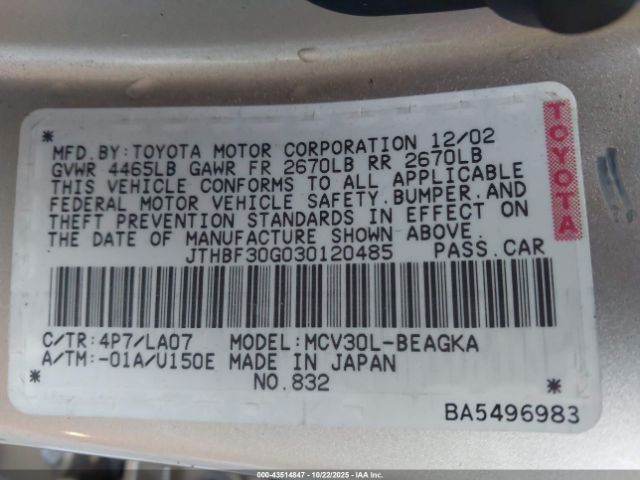 MFD.BY:TOYOTA MOTOR CORPORATION 12/02
GVWR 4465LB GAWR FR 2670LB RR 2670LB
THIS VEHICLE CONFORMS TO ALL APPLICABLE
FEDERAL MOTOR VEHICLE SAFETY.BUMPER.AND
THEFT PREVENTION STANDARDS IN EFFECT ON
THE DATE OF MANUFACTURE SHOWN ABOVE.
JTHBF30G030120485 PASS.CAR
TOYOTA
C/TR:4P7/LA07 MODEL:MCV30L-BEAGKA
A/TM:-01A/U150E MADE IN JAPAN
NO.832
BA5496983
000-43514847 | 10/22/2025 | IAA Inc.